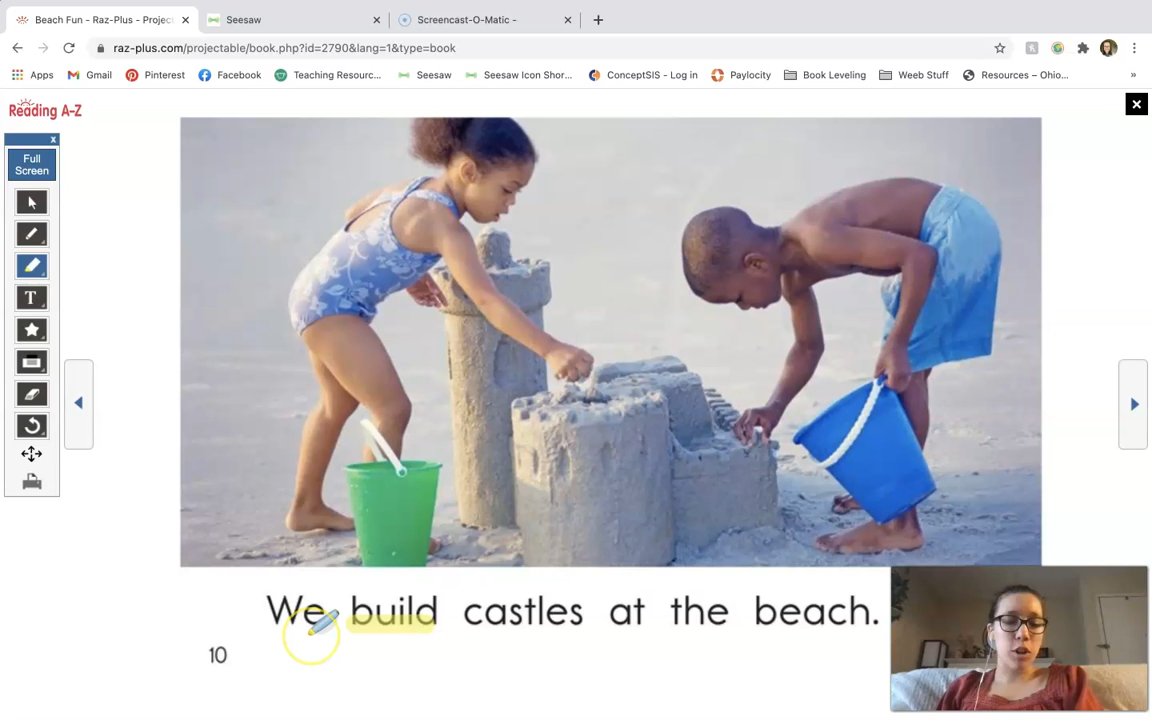 Beach Fun - Raz-Plus - Projec
Seesaw
Screencast-O-Matic -
raz-plus.com/projectable/book.php?id=2790&lang=1&type=book
Apps Gmail Pinterest Facebook Teaching Resourc... Seesaw Seesaw Icon Shor... ConceptSIS - Log in Paylocity Book Leveling Weeb Stuff Resources – Ohio... »
Reading A-Z
x
Full
Screen
T
We build castles at the beach.
10